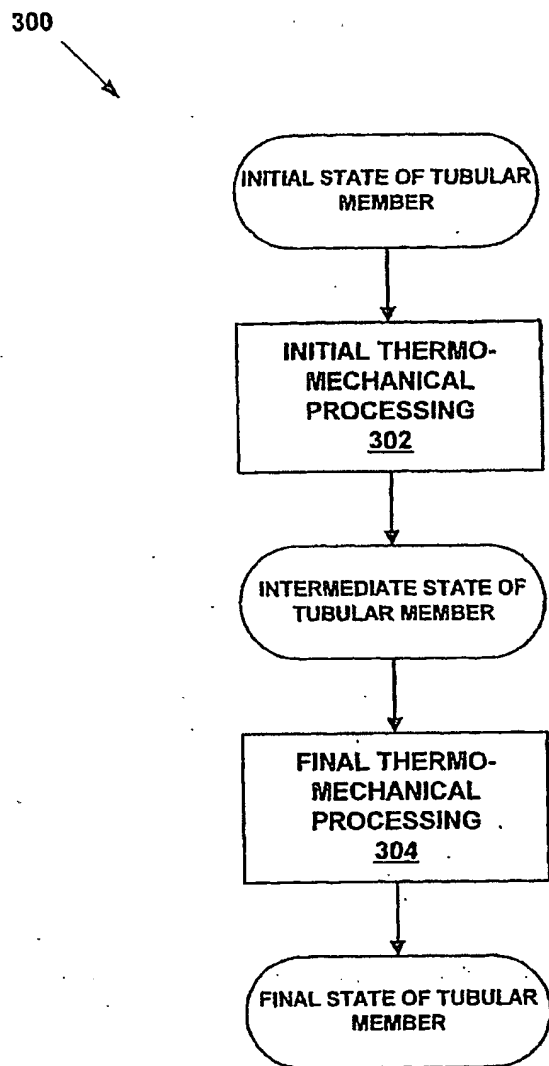 300
INITIAL STATE OF TUBULAR
MEMBER
INITIAL THERMO-
MECHANICAL
PROCESSING
302
INTERMEDIATE STATE OF
TUBULAR MEMBER
FINAL THERMO-
MECHANICAL
PROCESSING
304
FINAL STATE OF TUBULAR
MEMBER